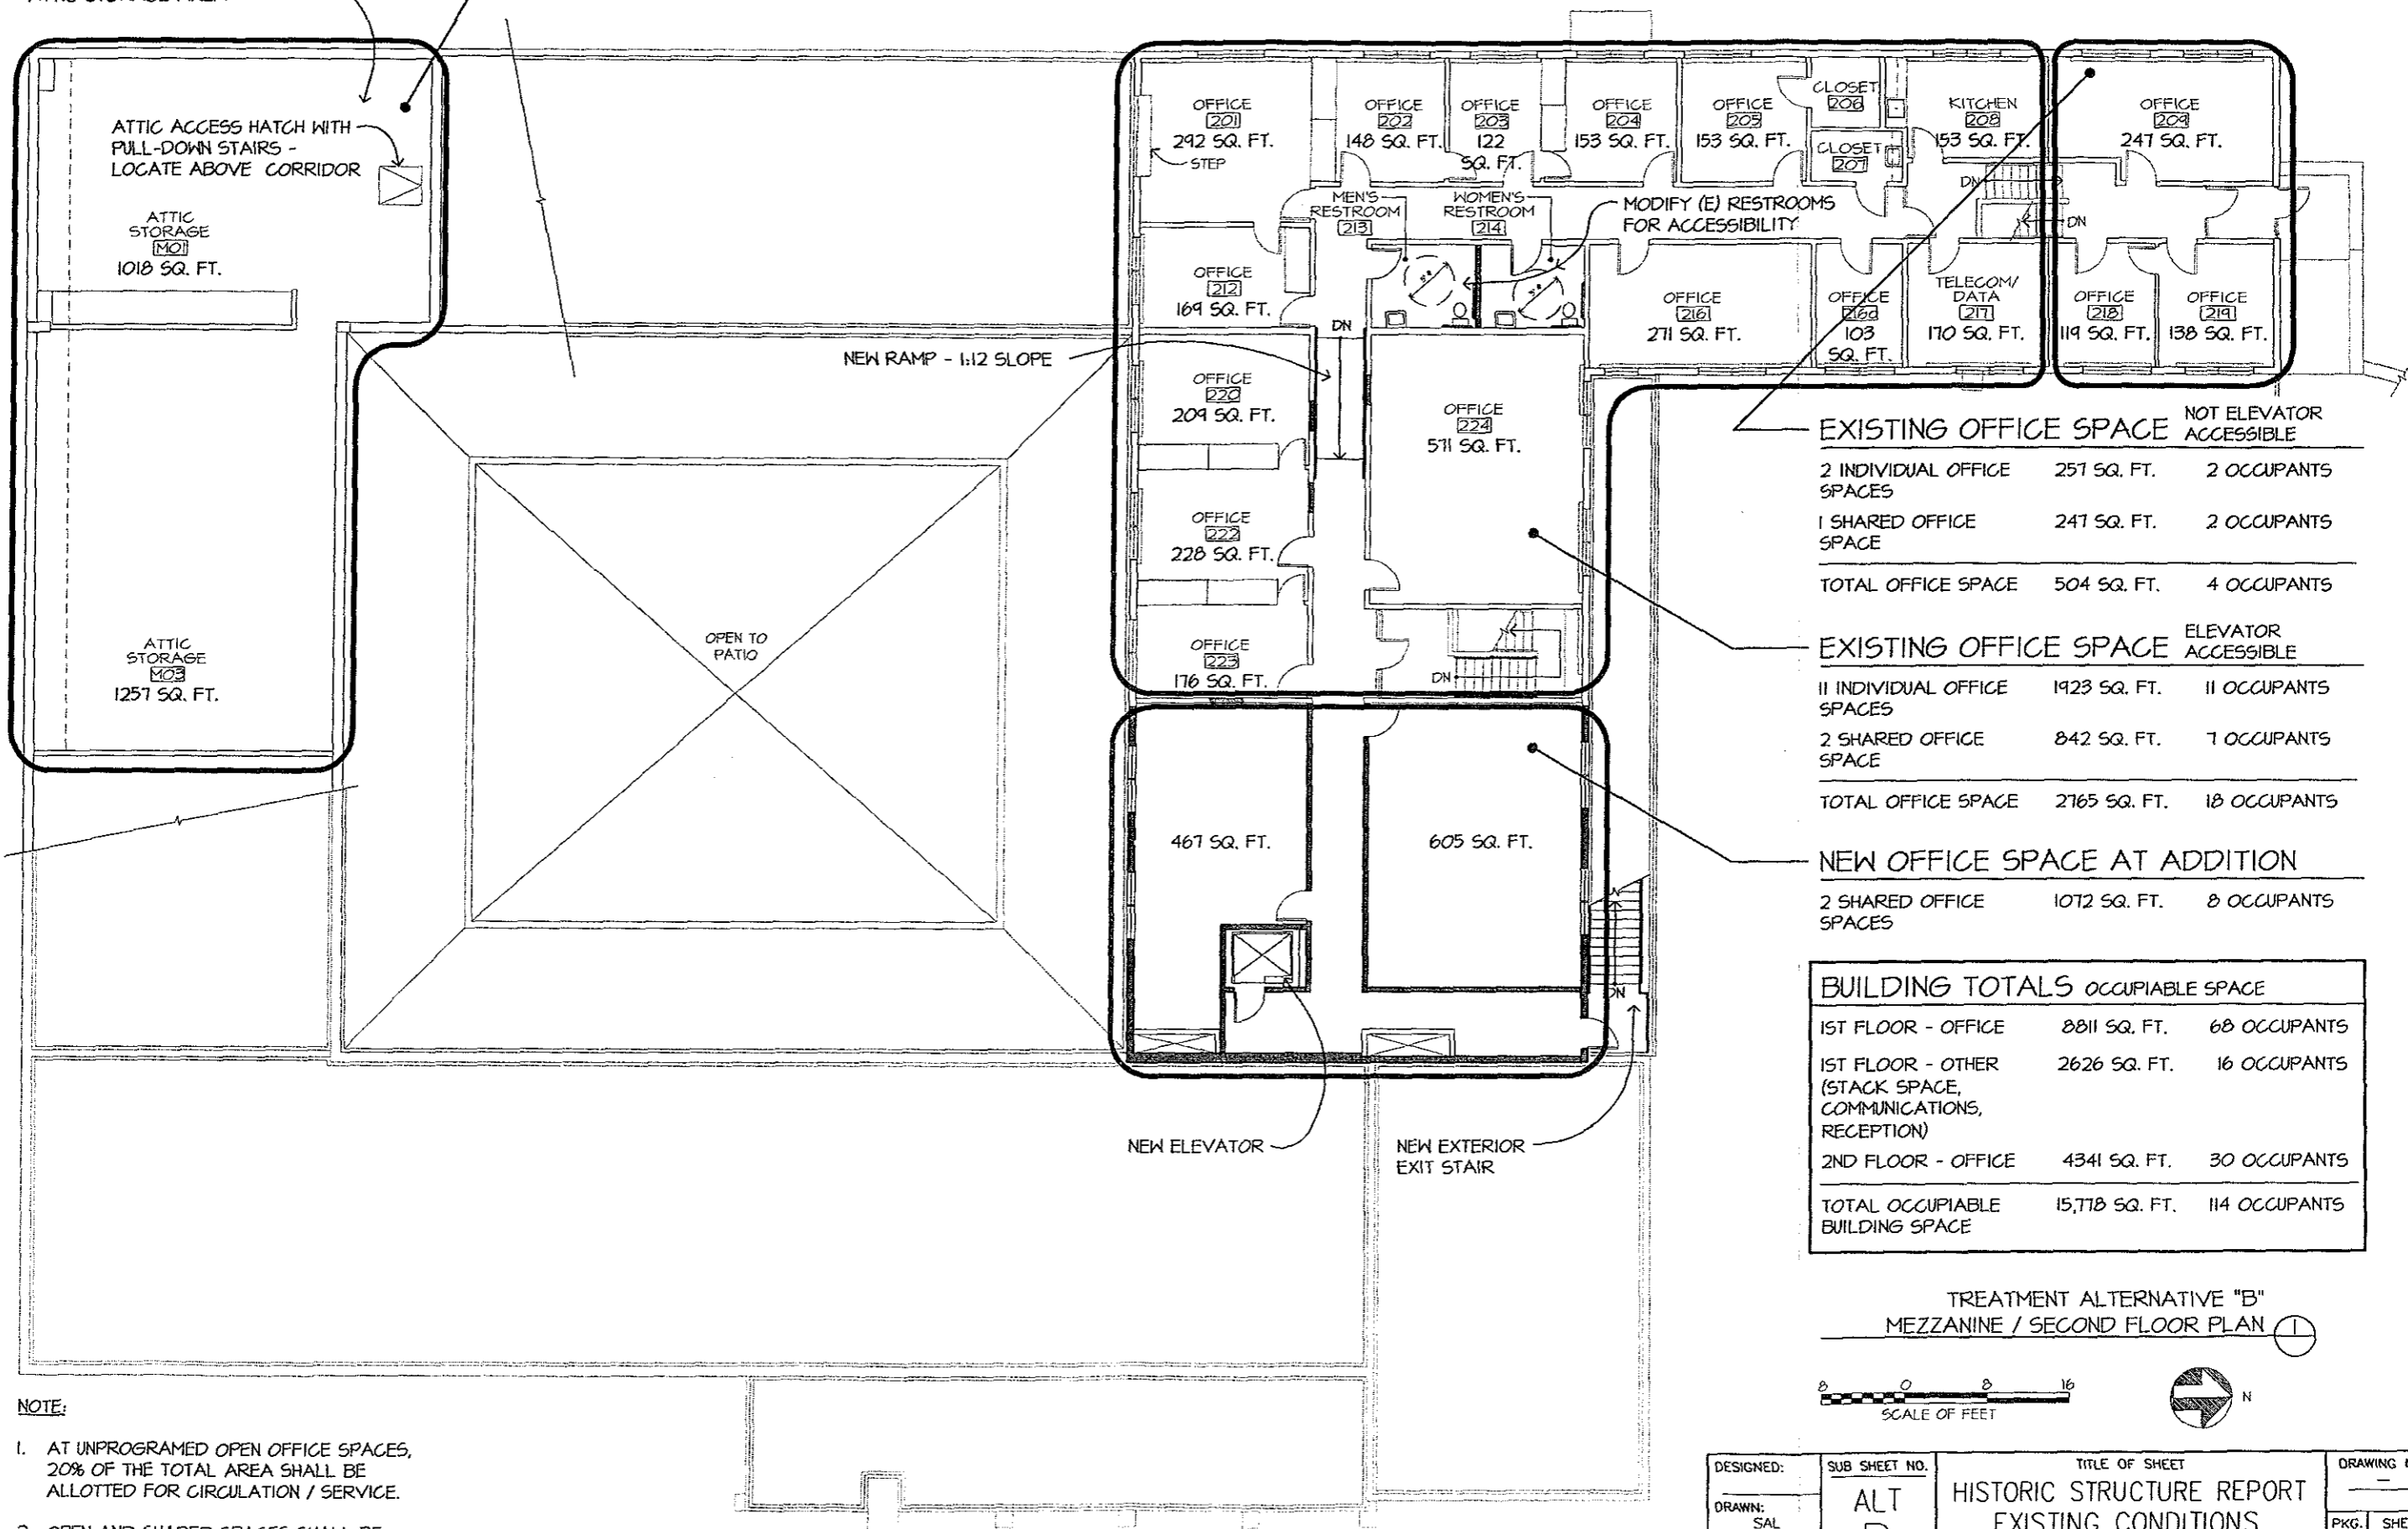 ATTIC ACCESS HATCH WITH
PULL-DOWN STAIRS -
LOCATE ABOVE CORRIDOR
ATTIC
STORAGE
M01
1018 SQ. FT.
ATTIC
STORAGE
M03
1257 SQ. FT.
OPEN TO
PATIO
NEW RAMP - 1:12 SLOPE
OFFICE
201
292 SQ. FT.
STEP
OFFICE
202
148 SQ. FT.
OFFICE
203
122
SQ. FT.
OFFICE
204
153 SQ. FT.
OFFICE
205
153 SQ. FT.
CLOSET
206
CLOSET
207
KITCHEN
208
153 SQ. FT.
OFFICE
209
247 SQ. FT.
DN
DN
MEN'S
RESTROOM
213
WOMEN'S
RESTROOM
214
MODIFY (E) RESTROOMS
FOR ACCESSIBILITY
OFFICE
212
169 SQ. FT.
DN
OFFICE
216
271 SQ. FT.
OFFICE
216a
103
SQ. FT.
TELECOM/
DATA
217
170 SQ. FT.
OFFICE
218
119 SQ. FT.
OFFICE
219
138 SQ. FT.
OFFICE
220
209 SQ. FT.
OFFICE
224
571 SQ. FT.
OFFICE
222
228 SQ. FT.
OFFICE
223
176 SQ. FT.
DN
467 SQ. FT.
605 SQ. FT.
DN
NEW ELEVATOR
NEW EXTERIOR
EXIT STAIR
EXISTING OFFICE SPACE NOT ELEVATOR ACCESSIBLE
2 INDIVIDUAL OFFICE SPACES 257 SQ. FT. 2 OCCUPANTS
1 SHARED OFFICE SPACE 247 SQ. FT. 2 OCCUPANTS
TOTAL OFFICE SPACE 504 SQ. FT. 4 OCCUPANTS
EXISTING OFFICE SPACE ELEVATOR ACCESSIBLE
11 INDIVIDUAL OFFICE SPACES 1923 SQ. FT. 11 OCCUPANTS
2 SHARED OFFICE SPACE 842 SQ. FT. 7 OCCUPANTS
TOTAL OFFICE SPACE 2765 SQ. FT. 18 OCCUPANTS
NEW OFFICE SPACE AT ADDITION
2 SHARED OFFICE SPACES 1072 SQ. FT. 8 OCCUPANTS
BUILDING TOTALS OCCUPIABLE SPACE
1ST FLOOR - OFFICE 8811 SQ. FT. 68 OCCUPANTS
1ST FLOOR - OTHER 2626 SQ. FT. 16 OCCUPANTS
(STACK SPACE,
COMMUNICATIONS,
RECEPTION)
2ND FLOOR - OFFICE 4341 SQ. FT. 30 OCCUPANTS
TOTAL OCCUPIABLE BUILDING SPACE 15,778 SQ. FT. 114 OCCUPANTS
TREATMENT ALTERNATIVE "B"
MEZZANINE / SECOND FLOOR PLAN 1
8 0 8 16
SCALE OF FEET
N
NOTE:
1. AT UNPROGRAMED OPEN OFFICE SPACES,
20% OF THE TOTAL AREA SHALL BE
ALLOTTED FOR CIRCULATION / SERVICE.
DESIGNED:
DRAWN:
SAL
SUB SHEET NO.
ALT
TITLE OF SHEET
HISTORIC STRUCTURE REPORT
EXISTING CONDITIONS
DRAWING
PKG.